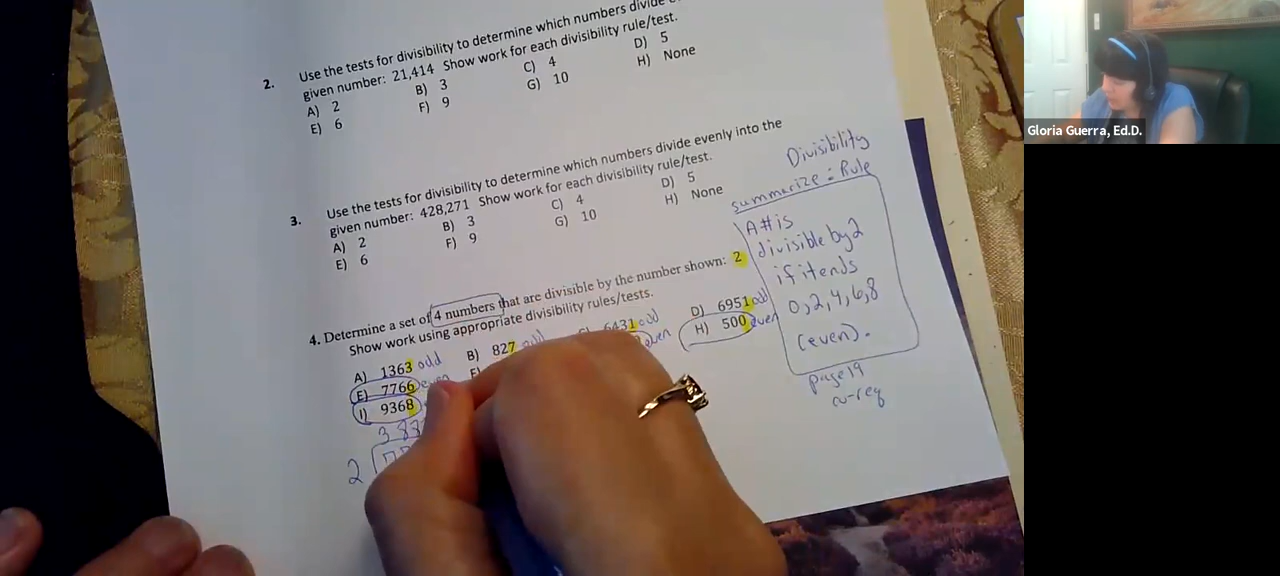 2. Use the tests for divisibility to determine which numbers divide
given number: 21,414 Show work for each divisibility rule/test.
A) 2 B) 3 C) 4 D) 5
E) 6 F) 9 G) 10 H) None
3. Use the tests for divisibility to determine which numbers divide evenly into the
given number: 428,271 Show work for each divisibility rule/test.
A) 2 B) 3 C) 4 D) 5
E) 6 F) 9 G) 10 H) None
4. Determine a set of 4 numbers that are divisible by the number shown: 2
Show work using appropriate divisibility rules/tests.
A) 1363 odd B) 827 odd 6431 odd D) 6951 odd
E) 7766 even even H) 500 even
I) 9368
38
2
Divisibility
summarize: Rule
A # is
divisible by 2
if it ends
0, 2, 4, 6, 8
(even).
page 19
Gloria Guerra, Ed.D.